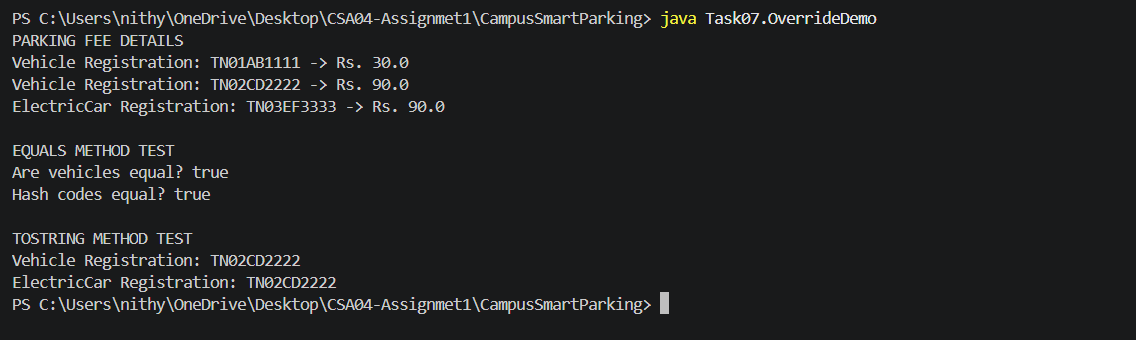 PS C:\Users\nithy\OneDrive\Desktop\CSA04-Assignmet1\CampusSmartParking> java Task07.OverrideDemo
PARKING FEE DETAILS
Vehicle Registration: TN01AB1111 -> Rs. 30.0
Vehicle Registration: TN02CD2222 -> Rs. 90.0
ElectricCar Registration: TN03EF3333 -> Rs. 90.0
EQUALS METHOD TEST
Are vehicles equal? true
Hash codes equal? true
TOSTRING METHOD TEST
Vehicle Registration: TN02CD2222
ElectricCar Registration: TN02CD2222
PS C:\Users\nithy\OneDrive\Desktop\CSA04-Assignmet1\CampusSmartParking>